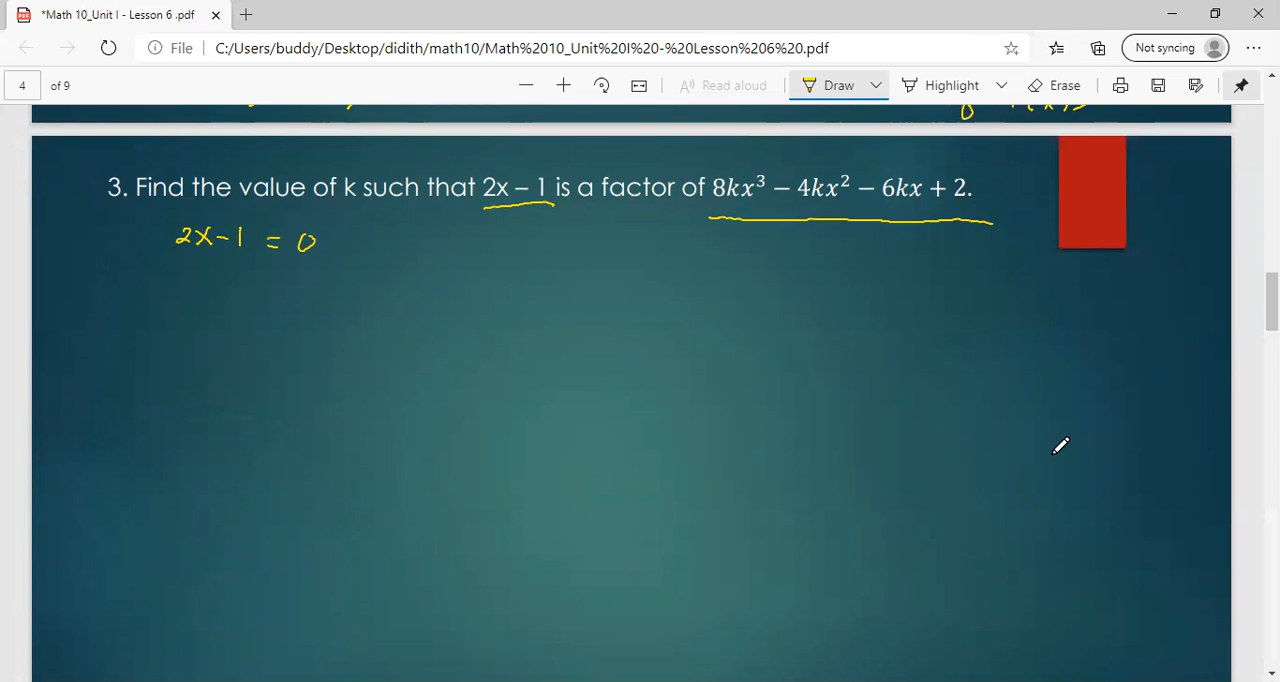 *Math 10_Unit I - Lesson 6 .pdf
File
C:/Users/buddy/Desktop/didith/math10/Math%2010_Unit%20I%20-%20Lesson%206%20.pdf
Not syncing
4 of 9
Read aloud
Draw
Highlight
Erase
3. Find the value of k such that 2x – 1 is a factor of 8kx³ − 4kx² − 6kx + 2.
2x-1 = 0